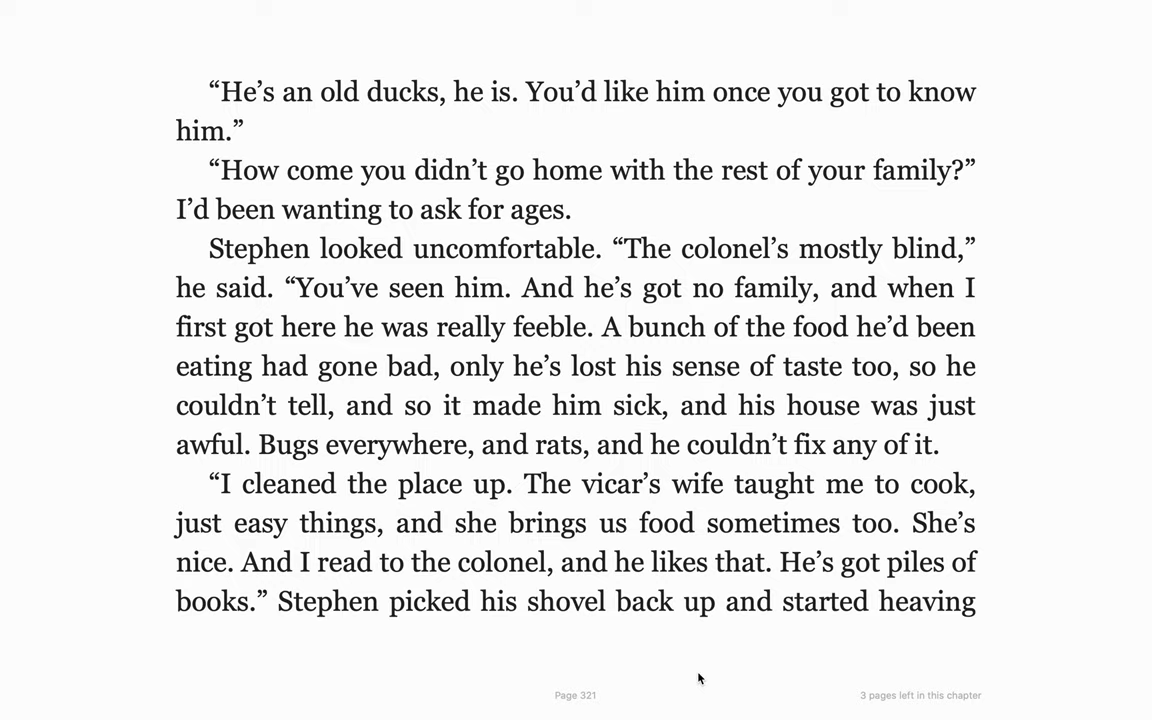 “He’s an old ducks, he is. You’d like him once you got to know
him.”
“How come you didn’t go home with the rest of your family?”
I’d been wanting to ask for ages.
Stephen looked uncomfortable. “The colonel’s mostly blind,”
he said. “You’ve seen him. And he’s got no family, and when I
first got here he was really feeble. A bunch of the food he’d been
eating had gone bad, only he’s lost his sense of taste too, so he
couldn’t tell, and so it made him sick, and his house was just
awful. Bugs everywhere, and rats, and he couldn’t fix any of it.
“I cleaned the place up. The vicar’s wife taught me to cook,
just easy things, and she brings us food sometimes too. She’s
nice. And I read to the colonel, and he likes that. He’s got piles of
books.” Stephen picked his shovel back up and started heaving
Page 321
3 pages left in this chapter